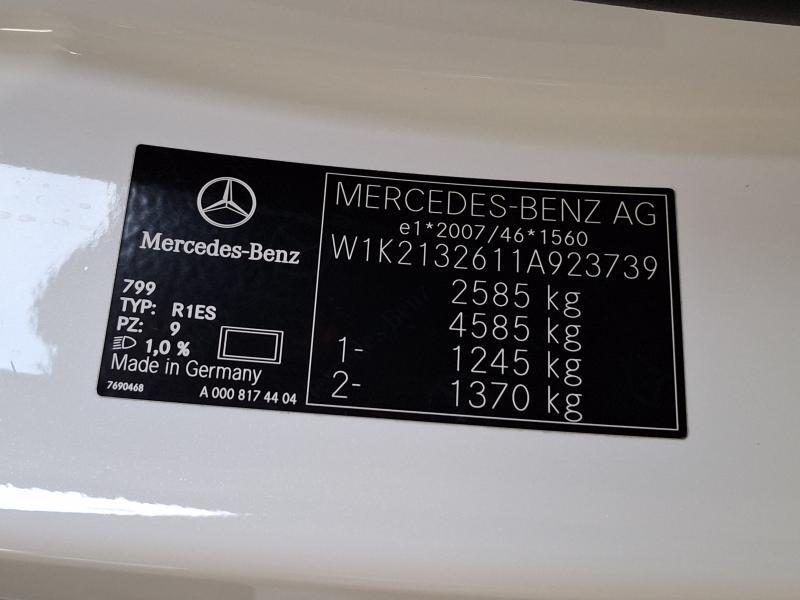 Mercedes-Benz
799
TYP: R1ES
PZ: 9
1,0 %
Made in Germany
7690468 A 000 817 44 04
MERCEDES-BENZ AG
e1*2007/46*1560
W1K2132611A923739
2585 kg
4585 kg
1- 1245 kg
2- 1370 kg